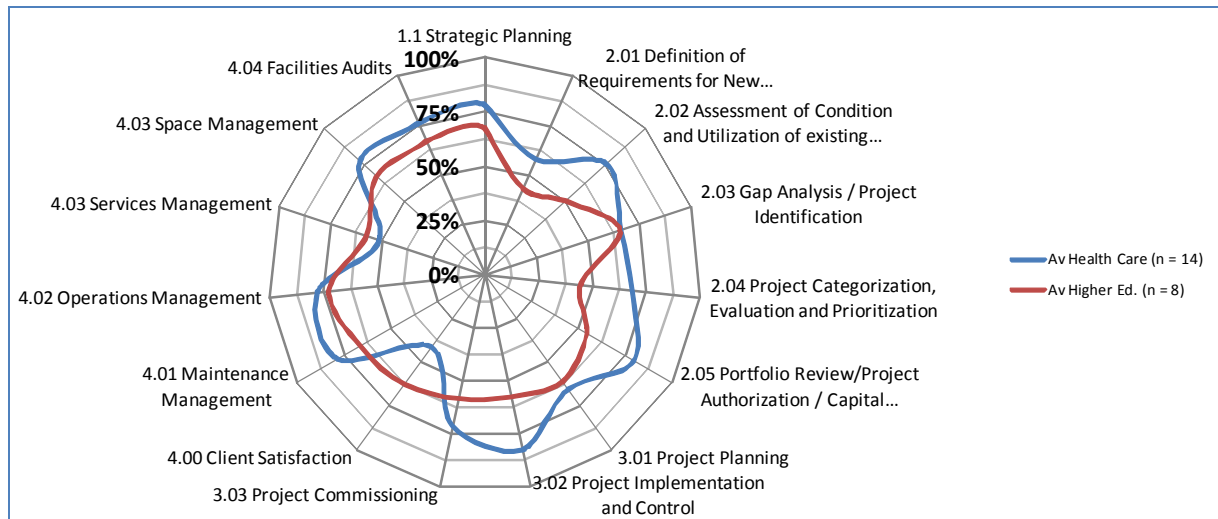 1.1 Strategic Planning
2.01 Definition of
Requirements for New...
2.02 Assessment of Condition
and Utilization of existing...
2.03 Gap Analysis / Project
Identification
2.04 Project Categorization,
Evaluation and Prioritization
2.05 Portfolio Review/Project
Authorization / Capital...
3.01 Project Planning
3.02 Project Implementation
and Control
3.03 Project Commissioning
4.00 Client Satisfaction
4.01 Maintenance
Management
4.02 Operations Management
4.03 Services Management
4.03 Space Management
4.04 Facilities Audits
100%
75%
50%
25%
0%
Av Health Care (n = 14)
Av Higher Ed. (n = 8)